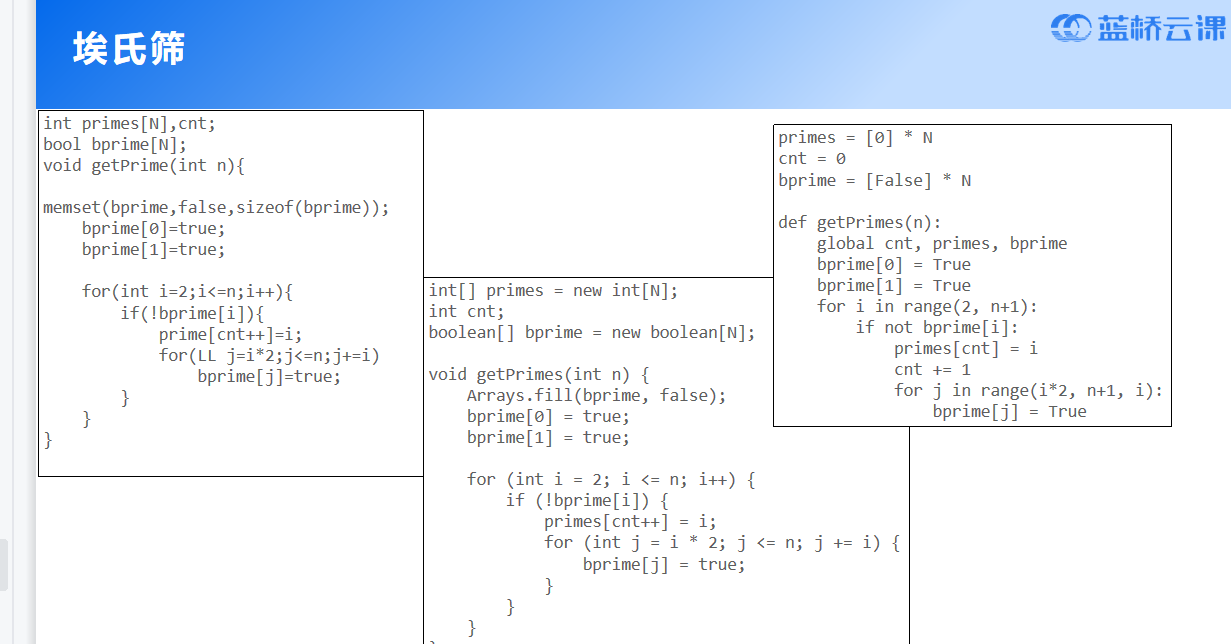 埃氏筛
蓝桥云课
int primes[N],cnt;
bool bprime[N];
void getPrime(int n){
memset(bprime,false,sizeof(bprime));
    bprime[0]=true;
    bprime[1]=true;
    for(int i=2;i<=n;i++){
        if(!bprime[i]){
            prime[cnt++]=i;
            for(LL j=i*2;j<=n;j+=i)
                bprime[j]=true;
        }
    }
}
int[] primes = new int[N];
int cnt;
boolean[] bprime = new boolean[N];
void getPrimes(int n) {
    Arrays.fill(bprime, false);
    bprime[0] = true;
    bprime[1] = true;
    for (int i = 2; i <= n; i++) {
        if (!bprime[i]) {
            primes[cnt++] = i;
            for (int j = i * 2; j <= n; j += i) {
                bprime[j] = true;
            }
        }
    }
primes = [0] * N
cnt = 0
bprime = [False] * N
def getPrimes(n):
    global cnt, primes, bprime
    bprime[0] = True
    bprime[1] = True
    for i in range(2, n+1):
        if not bprime[i]:
            primes[cnt] = i
            cnt += 1
            for j in range(i*2, n+1, i):
                bprime[j] = True